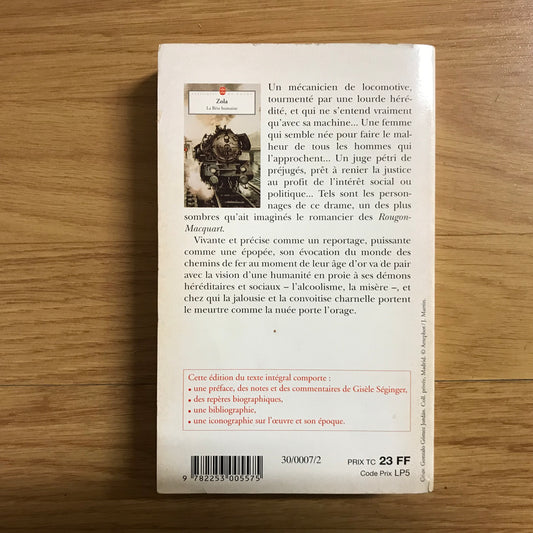 Zola
La Bête humaine
Un mécanicien de locomotive,
tourmenté par une lourde héré-
dité, et qui ne s'entend vraiment
qu'avec sa machine... Une femme
qui semble née pour faire le mal-
heur de tous les hommes qui
l'approchent... Un juge pétri de
préjugés, prêt à renier la justice
au profit de l'intérêt social ou
politique... Tels sont les person-
nages de ce drame, un des plus
sombres qu'ait imaginés le romancier des Rougon-
Macquart.
Vivante et précise comme un reportage, puissante
comme une épopée, son évocation du monde des
chemins de fer au moment de leur âge d'or va de pair
avec la vision d'une humanité en proie à ses démons
héréditaires et sociaux – l'alcoolisme, la misère –, et
chez qui la jalousie et la convoitise charnelle portent
le meurtre comme la nuée porte l'orage.
Cette édition du texte intégral comporte :
• une préface, des notes et des commentaires de Gisèle Séginger,
• des repères biographiques,
• une bibliographie,
• une iconographie sur l'œuvre et son époque.
30/0007/2
PRIX TC 23 FF
Code Prix LP5
9 782253 005575
Gonzalo Gómez Jordán. Coll. privée, Madrid. © Aerophot / J. Martin.